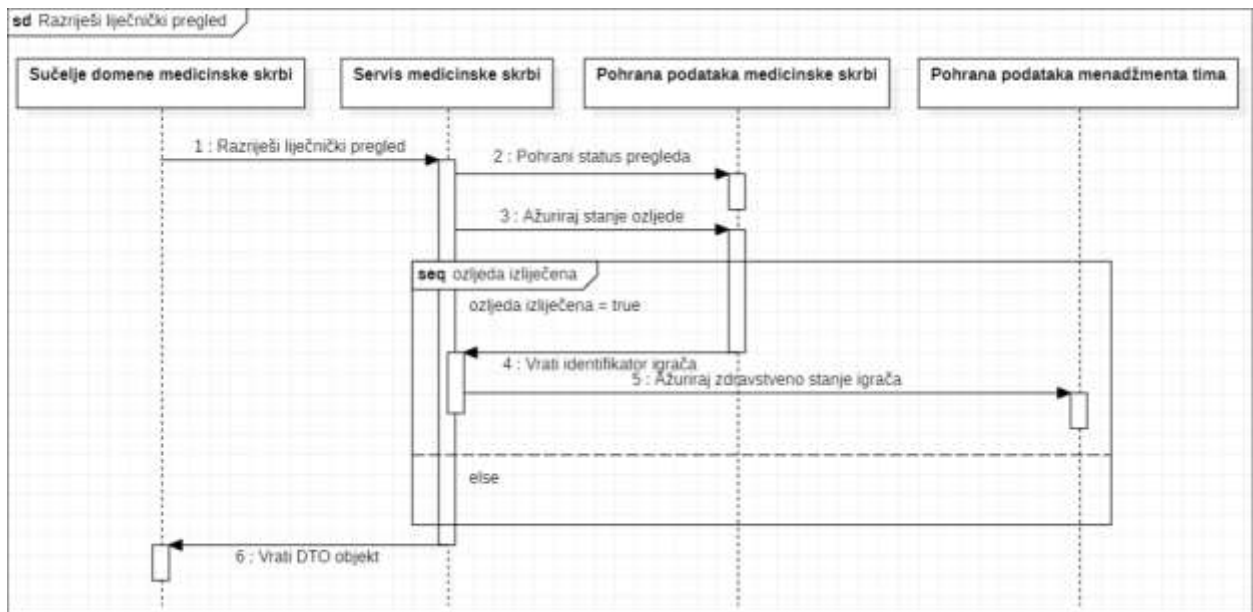 sd Razriješi liječnički pregled
Sučelje domene medicinske skrbi
Servis medicinske skrbi
Pohrana podataka medicinske skrbi
Pohrana podataka menadžmenta tima
1 : Razriješi liječnički pregled
2 : Pohrani status pregleda
3 : Ažuriraj stanje ozljede
seq ozljeda izliječena
ozljeda izliječena = true
4 : Vrati identifikator igrača
5 : Ažuriraj zdravstveno stanje igrača
else
6 : Vrati DTO objekt